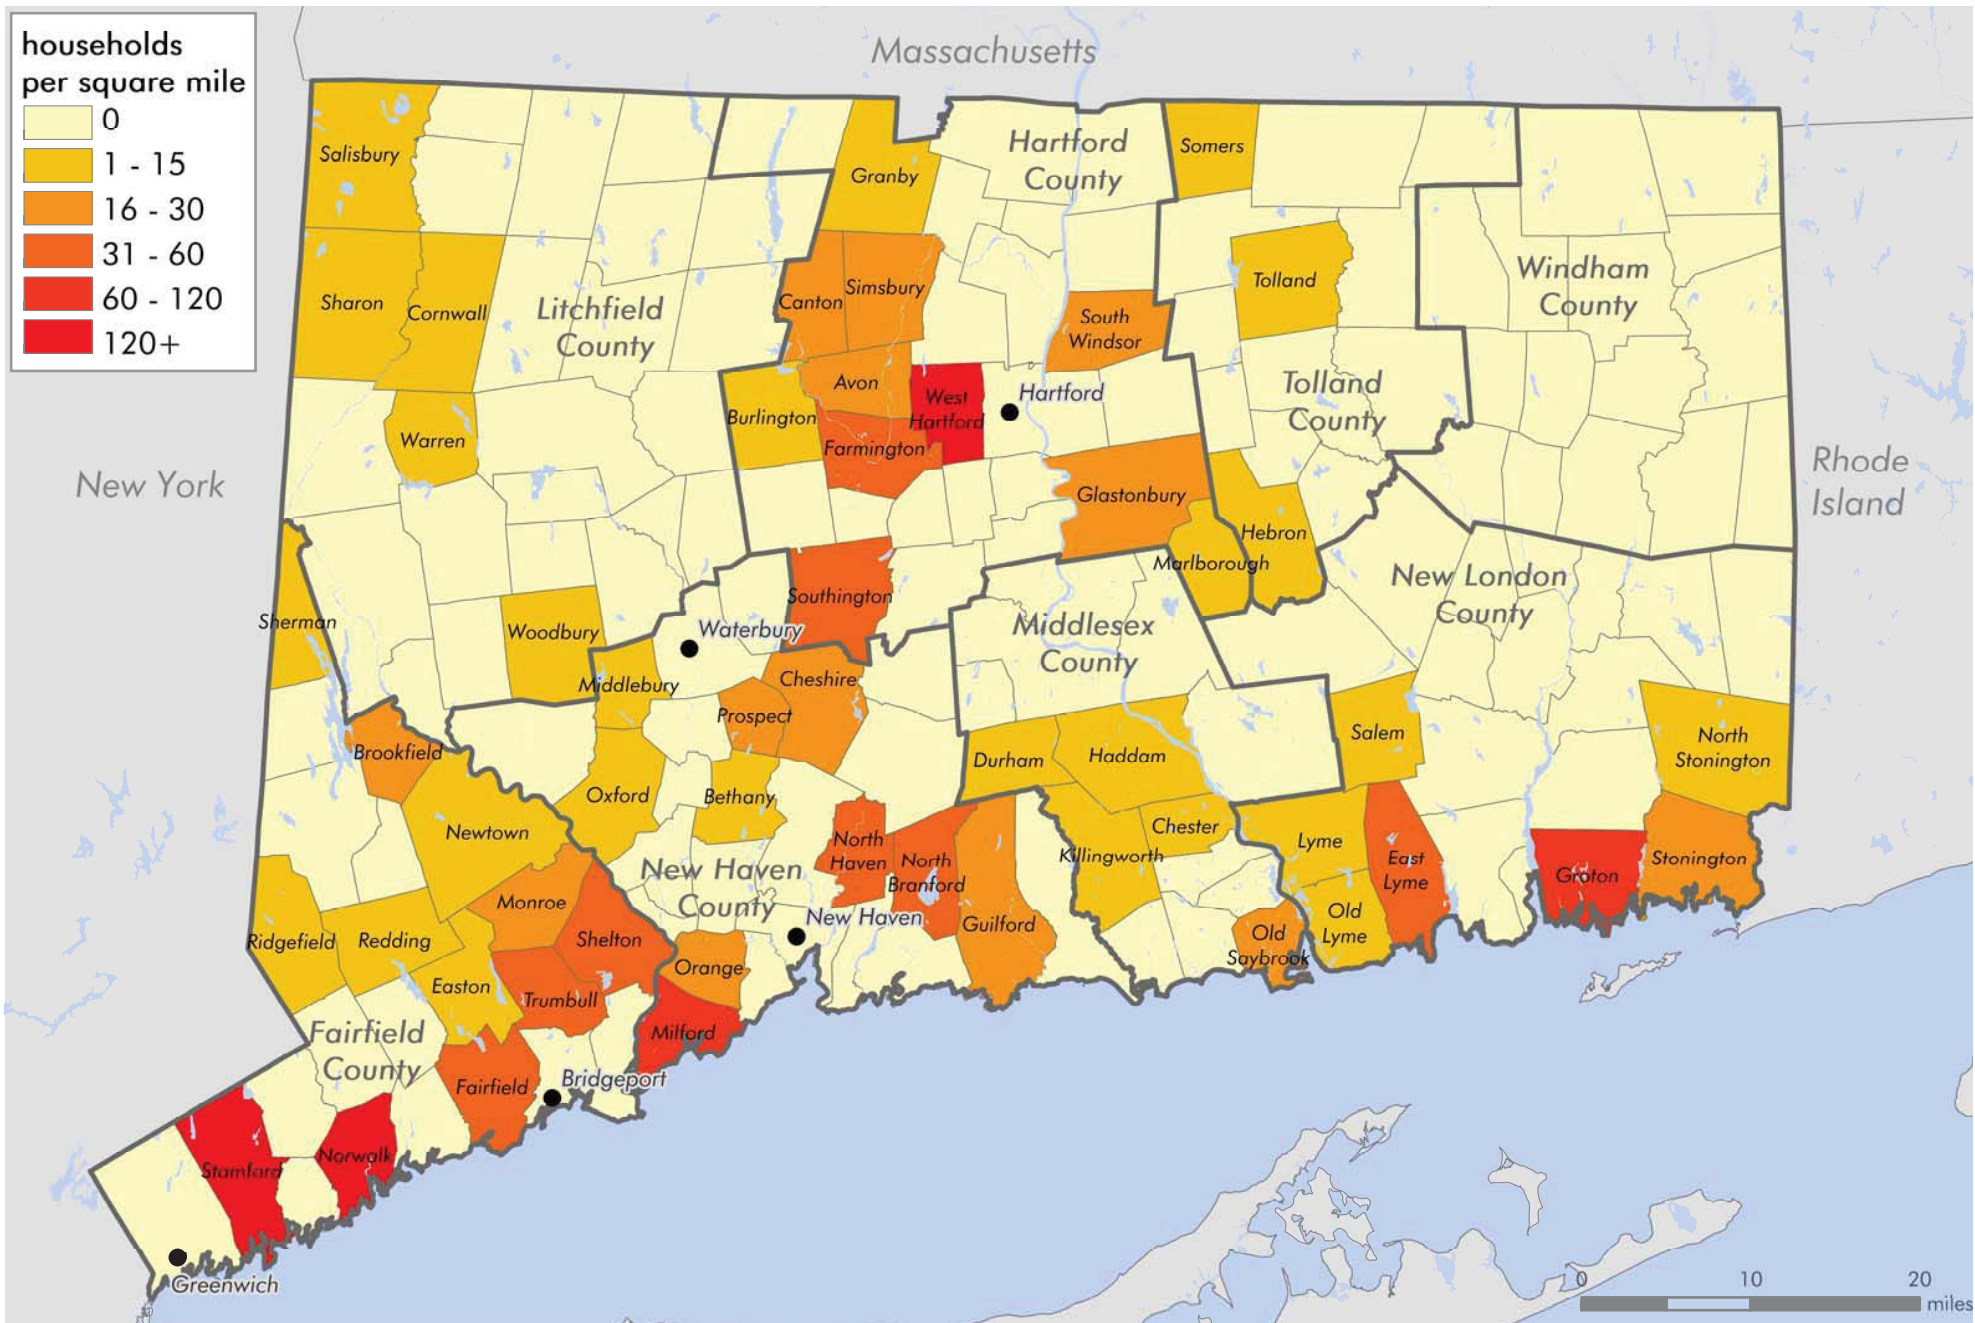 households
per square mile
0
1 - 15
16 - 30
31 - 60
60 - 120
120+
Massachusetts
New York
Rhode
Island
Hartford
County
Litchfield
County
Tolland
County
Windham
County
Middlesex
County
New London
County
New Haven
County
Fairfield
County
Salisbury
Granby
Somers
Sharon
Cornwall
Canton
Simsbury
Tolland
South
Windsor
Avon
West
Hartford
Hartford
Burlington
Farmington
Warren
Glastonbury
Hebron
Marlborough
Southington
Sherman
Woodbury
Waterbury
Middlebury
Cheshire
Prospect
Brookfield
Durham
Haddam
Salem
North
Stonington
Oxford
Bethany
Newtown
North
Haven
North
Branford
Chester
Killingworth
Lyme
East
Lyme
Groton
Stonington
Monroe
Ridgefield
Redding
Shelton
New Haven
Guilford
Old
Lyme
Old
Saybrook
Orange
Easton
Trumbull
Milford
Fairfield
Bridgeport
Stamford
Norwalk
Greenwich
0
10
20
miles